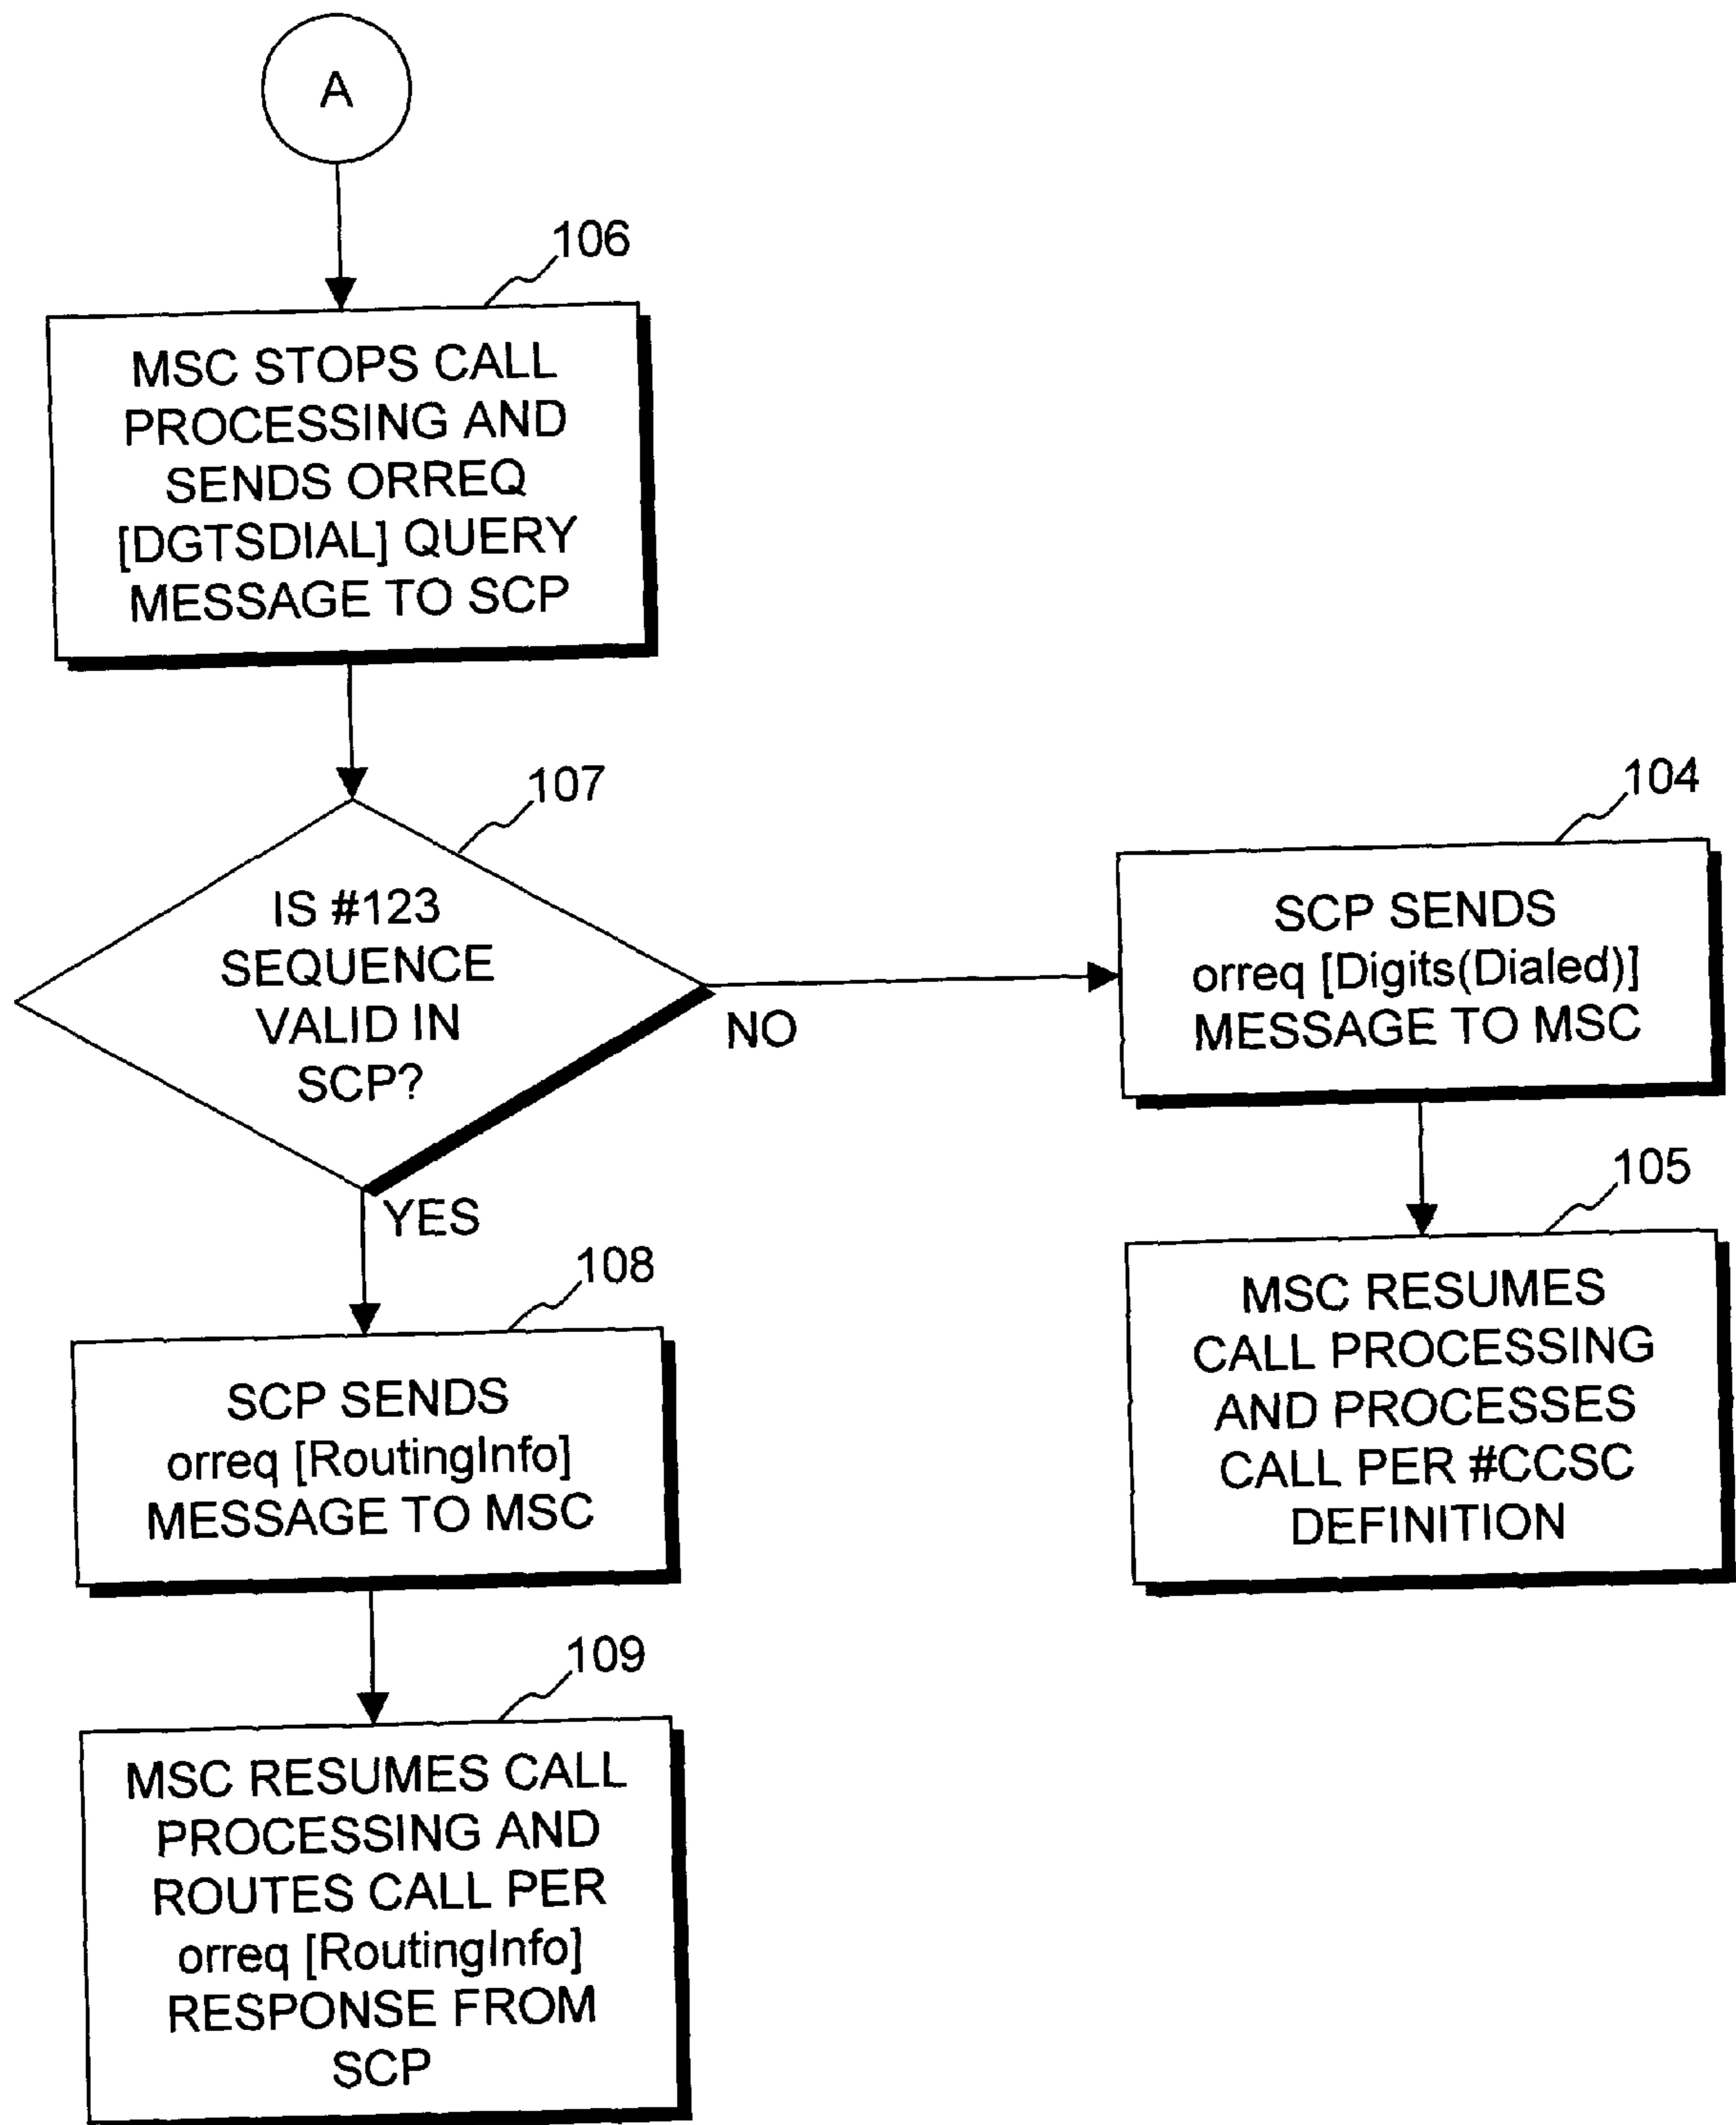 A
106
MSC STOPS CALL
PROCESSING AND
SENDS ORREQ
[DGTSDIAL] QUERY
MESSAGE TO SCP
107
IS #123
SEQUENCE
VALID IN
SCP?
NO
YES
104
SCP SENDS
orreq [Digits(Dialed)]
MESSAGE TO MSC
105
MSC RESUMES
CALL PROCESSING
AND PROCESSES
CALL PER #CCSC
DEFINITION
108
SCP SENDS
orreq [RoutingInfo]
MESSAGE TO MSC
109
MSC RESUMES CALL
PROCESSING AND
ROUTES CALL PER
orreq [RoutingInfo]
RESPONSE FROM
SCP